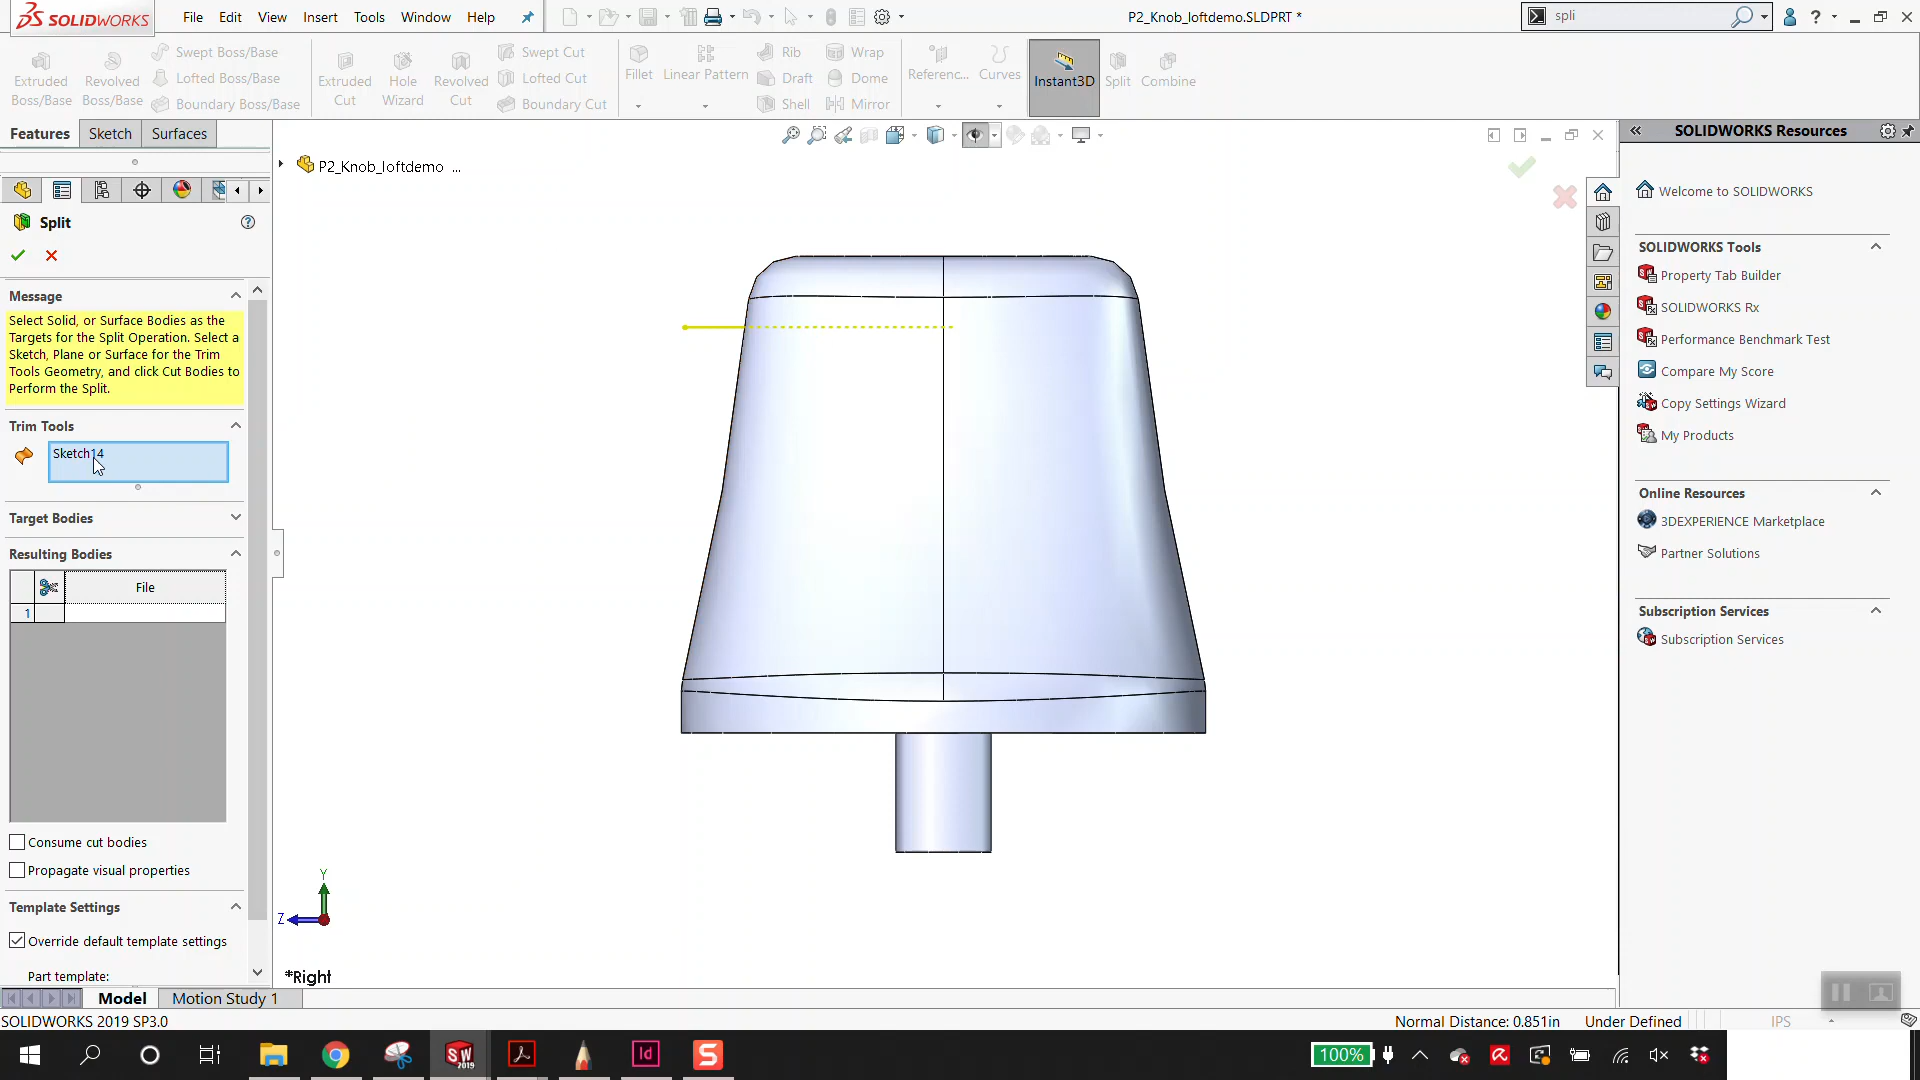 SOLIDWORKS
File
Edit
View
Insert
Tools
Window
Help
P2_Knob_loftdemo.SLDPRT *
spli
?
Extruded Boss/Base
Revolved Boss/Base
Swept Boss/Base
Lofted Boss/Base
Boundary Boss/Base
Extruded Cut
Hole Wizard
Revolved Cut
Swept Cut
Lofted Cut
Boundary Cut
Fillet
Linear Pattern
Rib
Draft
Shell
Wrap
Dome
Mirror
Referenc...
Curves
Instant3D
Split
Combine
Features
Sketch
Surfaces
P2_Knob_loftdemo ...
Split
Message
Select Solid, or Surface Bodies as the
Targets for the Split Operation. Select a
Sketch, Plane or Surface for the Trim
Tools Geometry, and click Cut Bodies to
Perform the Split.
Trim Tools
Sketch14
Target Bodies
Resulting Bodies
File
1
Consume cut bodies
Propagate visual properties
Template Settings
Override default template settings
Part template:
Y
Z
*Right
Model
Motion Study 1
SOLIDWORKS 2019 SP3.0
Normal Distance: 0.851in
Under Defined
IPS
SOLIDWORKS Resources
Welcome to SOLIDWORKS
SOLIDWORKS Tools
Property Tab Builder
SOLIDWORKS Rx
Performance Benchmark Test
Compare My Score
Copy Settings Wizard
My Products
Online Resources
3DEXPERIENCE Marketplace
Partner Solutions
Subscription Services
Subscription Services
SW
2019
Id
S
100%